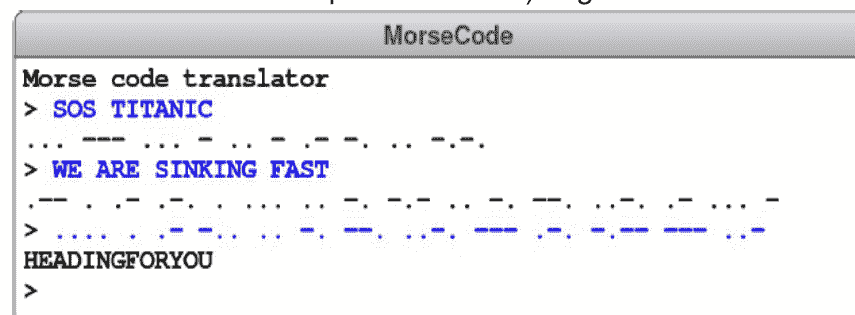 MorseCode
Morse code translator
> SOS TITANIC
... --- ... - .. - .- -. .. -.-.
> WE ARE SINKING FAST
.-- . .- .-. . ... .. -. -.- .. -. --. ..-. .- ... -
> .... . .- -.. .. -. --. ..-. --- .-. -.-- --- ..-
HEADINGFORYOU
>